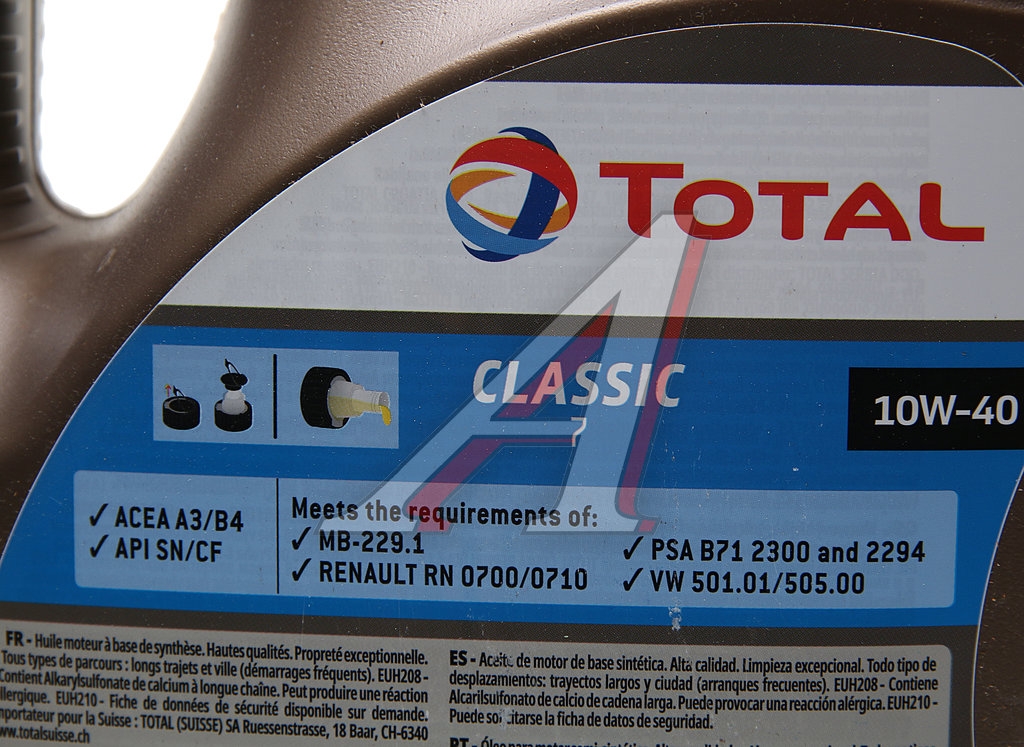 TOTAL
CLASSIC
7
10W-40
✓ ACEA A3/B4
✓ API SN/CF
Meets the requirements of:
✓ MB-229.1
✓ RENAULT RN 0700/0710
✓ PSA B71 2300 and 2294
✓ VW 501.01/505.00
FR - Huile moteur à base de synthèse. Hautes qualités. Propreté exceptionnelle.
Tous types de parcours : longs trajets et ville (démarrages fréquents). EUH208 -
Contient Alkarylsulfonate de calcium à longue chaîne. Peut produire une réaction
allergique. EUH210 - Fiche de données de sécurité disponible sur demande.
Importateur pour la Suisse : TOTAL (SUISSE) SA Ruessenstrasse, 18 Baar, CH-6340
www.totalsuisse.ch
ES - Aceite de motor de base sintética. Alta calidad. Limpieza excepcional. Todo tipo de
desplazamientos: trayectos largos y ciudad (arranques frecuentes). EUH208 - Contiene
Alcarilsulfonato de calcio de cadena larga. Puede provocar una reacción alérgica. EUH210 -
Puede solicitarse la ficha de datos de seguridad.